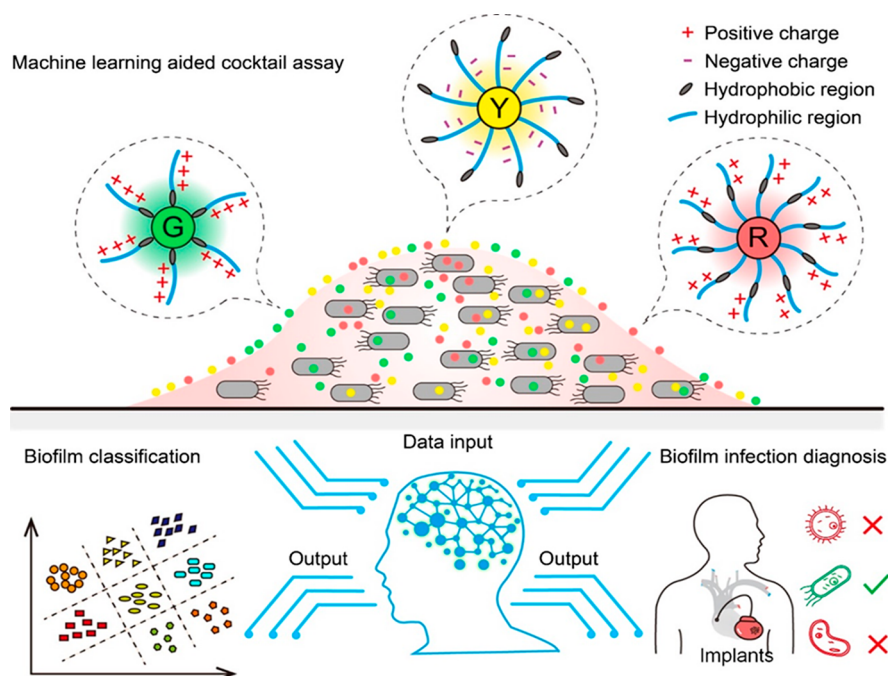 Machine learning aided cocktail assay
+ Positive charge
- Negative charge
Hydrophobic region
Hydrophilic region
Y
G
R
Data input
Biofilm classification
Biofilm infection diagnosis
Output
Output
Implants